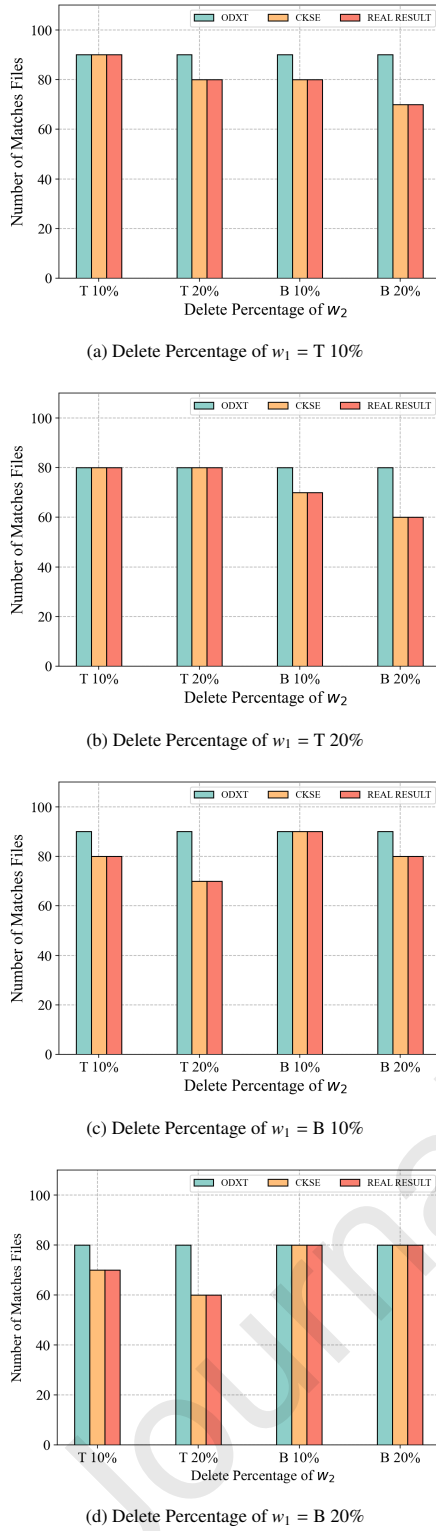 ODXT CKSE REAL RESULT
100
80
60
40
20
0
Number of Matches Files
T 10% T 20% B 10% B 20%
Delete Percentage of w₂
(a) Delete Percentage of w₁ = T 10%
ODXT CKSE REAL RESULT
100
80
60
40
20
0
Number of Matches Files
T 10% T 20% B 10% B 20%
Delete Percentage of w₂
(b) Delete Percentage of w₁ = T 20%
ODXT CKSE REAL RESULT
100
80
60
40
20
0
Number of Matches Files
T 10% T 20% B 10% B 20%
Delete Percentage of w₂
(c) Delete Percentage of w₁ = B 10%
ODXT CKSE REAL RESULT
100
80
60
40
20
0
Number of Matches Files
T 10% T 20% B 10% B 20%
Delete Percentage of w₂
(d) Delete Percentage of w₁ = B 20%
Journa